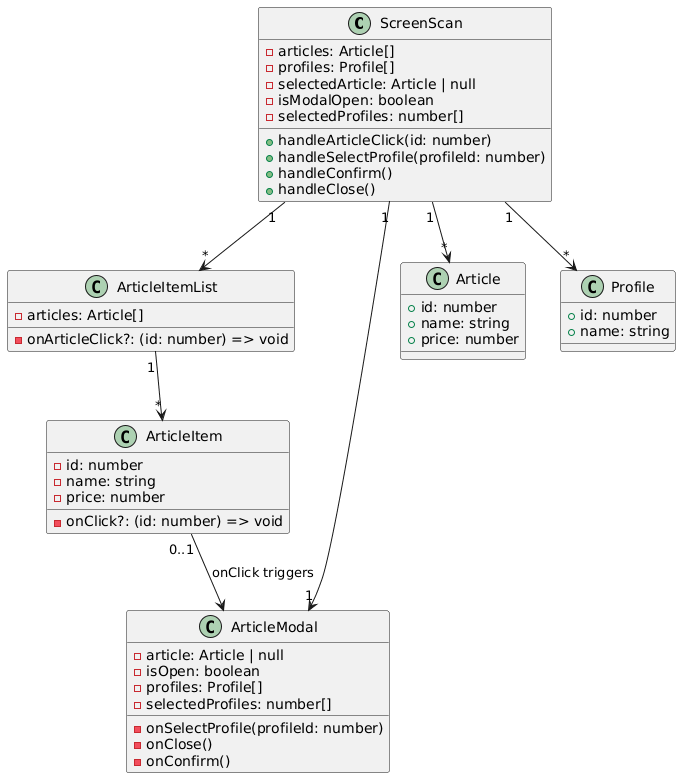 C ScreenScan
articles: Article[]
profiles: Profile[]
selectedArticle: Article | null
isModalOpen: boolean
selectedProfiles: number[]
handleArticleClick(id: number)
handleSelectProfile(profileId: number)
handleConfirm()
handleClose()
1 1 1 1
* * *
C ArticleItemList
articles: Article[]
onArticleClick?: (id: number) => void
C Article
id: number
name: string
price: number
C Profile
id: number
name: string
1
*
C ArticleItem
id: number
name: string
price: number
onClick?: (id: number) => void
0..1
onClick triggers
1
C ArticleModal
article: Article | null
isOpen: boolean
profiles: Profile[]
selectedProfiles: number[]
onSelectProfile(profileId: number)
onClose()
onConfirm()